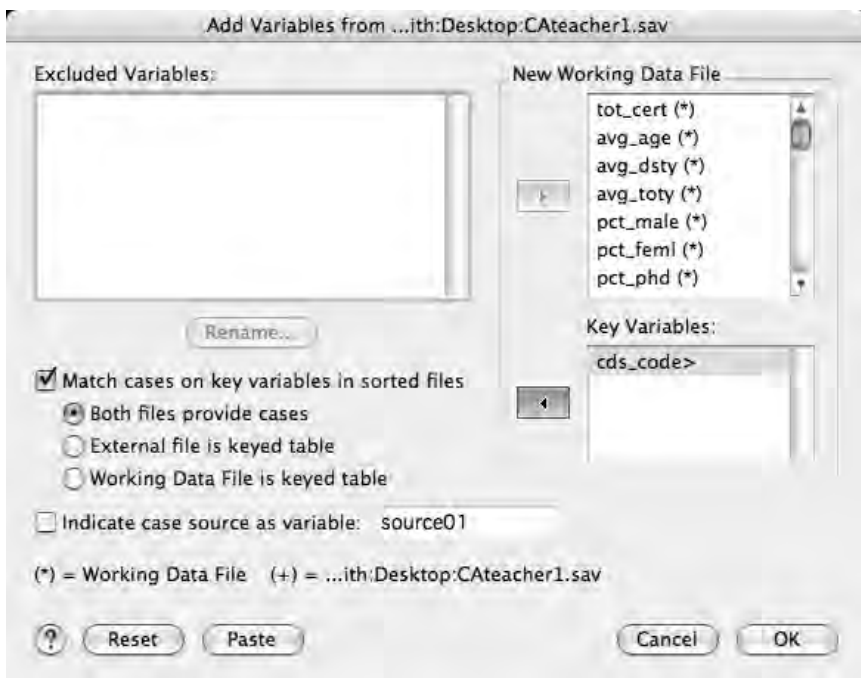 Add Variables from ...ith:Desktop:CAteacher1.sav
Excluded Variables:
New Working Data File
tot_cert (*)
avg_age (*)
avg_dsty (*)
avg_toty (*)
pct_male (*)
pct_feml (*)
pct_phd (*)
Rename...
Key Variables:
cds_code>
Match cases on key variables in sorted files
Both files provide cases
External file is keyed table
Working Data File is keyed table
Indicate case source as variable: source01
(*) = Working Data File (+) = ...ith:Desktop:CAteacher1.sav
? Reset Paste Cancel OK